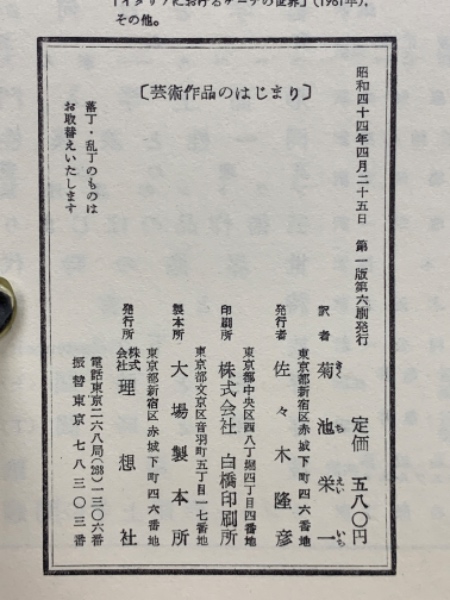 「イタリアにおけるゲーテの世界」(1961年)、
その他。
〔芸術作品のはじまり〕
昭和四十四年四月二十五日 第一版第六刷発行
定価 五八〇円
訳者 菊池栄一
きくちえいいち
東京都新宿区赤城下町四六番地
発行者 佐々木隆彦
東京都中央区西八丁堀四丁目四番地
印刷所 株式会社 白橋印刷所
東京都文京区音羽町五丁目一七番地
製本所 大場製本所
東京都新宿区赤城下町四六番地
発行所 株式会社 理想社
電話東京二六八局(268)一三〇六番
振替東京七八三〇三番
落丁・乱丁のものは
お取替えいたします